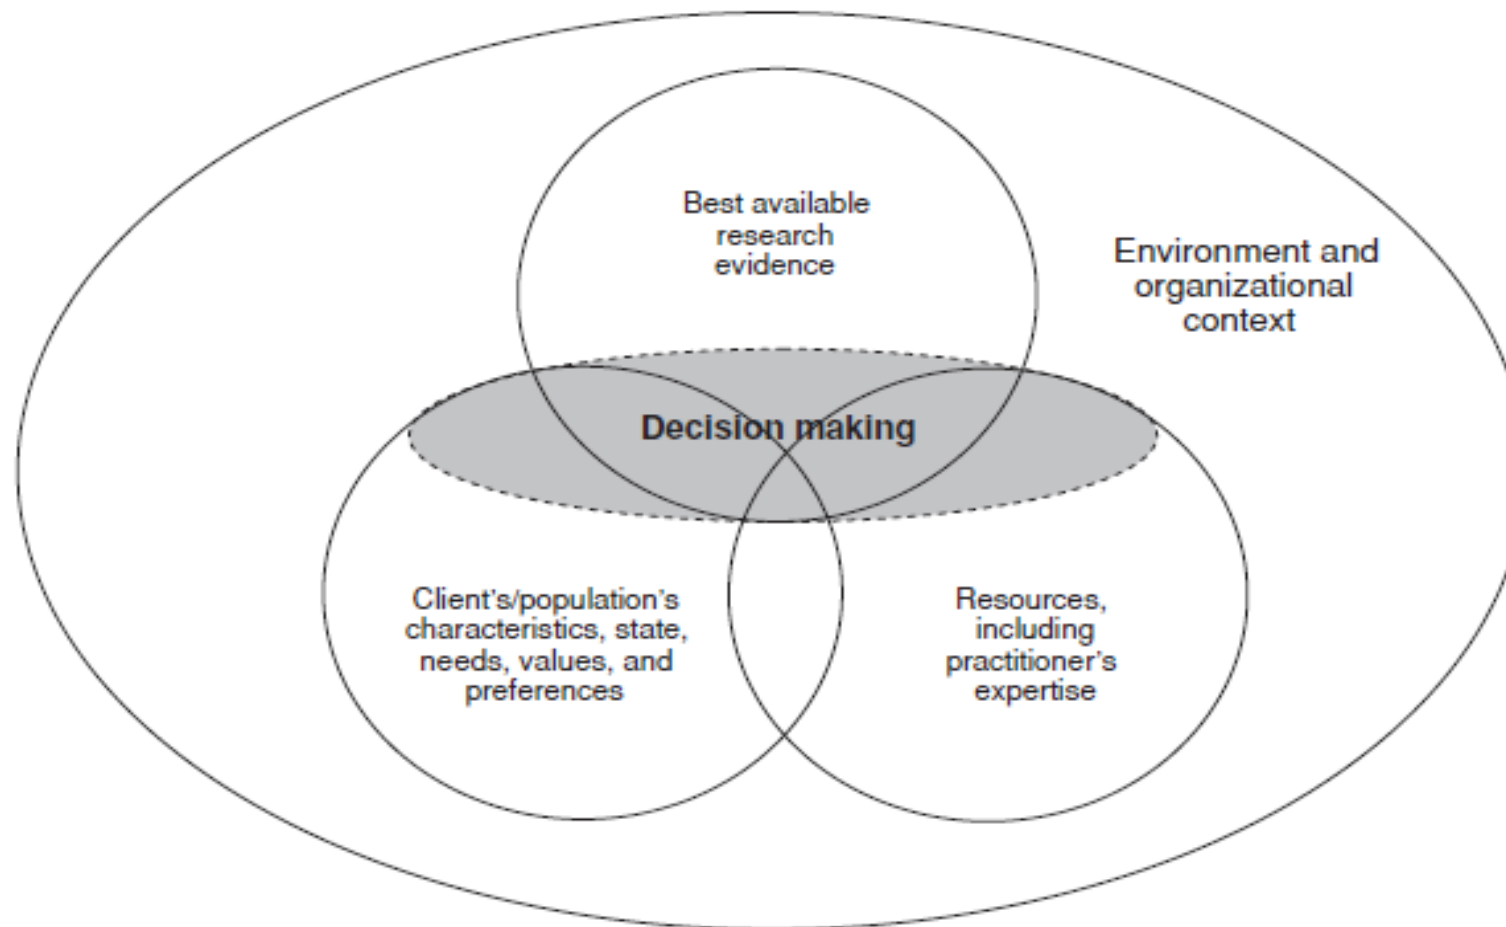 Best available
research
evidence
Environment and
organizational
context
Decision making
Client's/population's
characteristics, state,
needs, values, and
preferences
Resources,
including
practitioner's
expertise